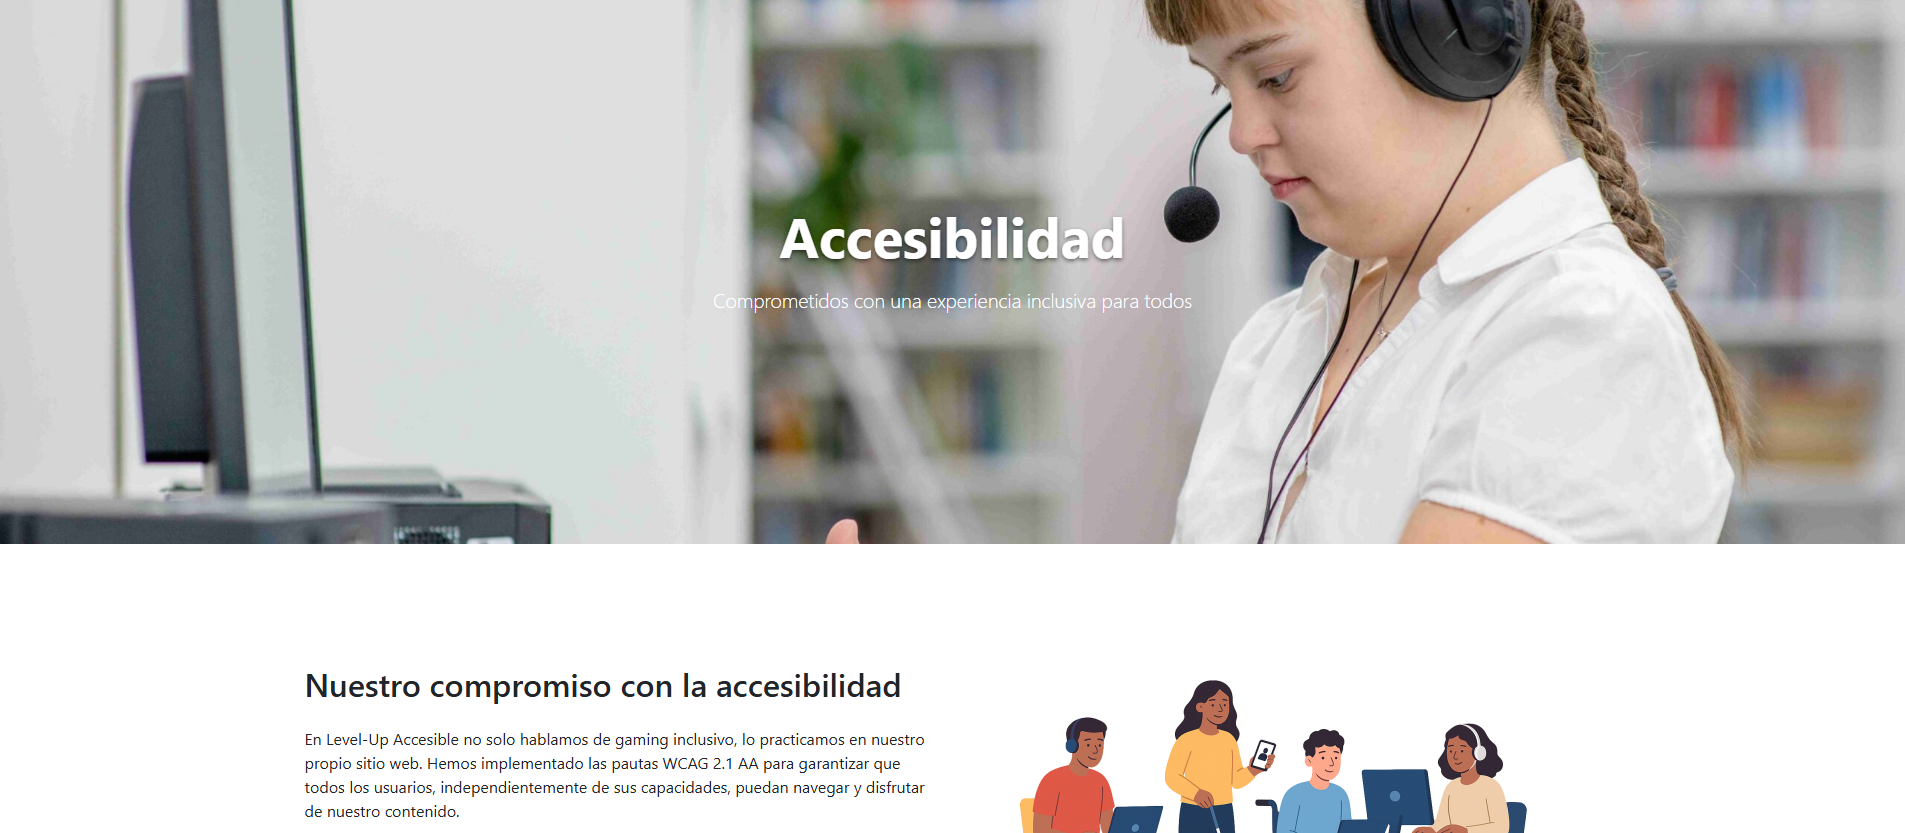 Accesibilidad
Comprometidos con una experiencia inclusiva para todos
Nuestro compromiso con la accesibilidad
En Level-Up Accesible no solo hablamos de gaming inclusivo, lo practicamos en nuestro
propio sitio web. Hemos implementado las pautas WCAG 2.1 AA para garantizar que
todos los usuarios, independientemente de sus capacidades, puedan navegar y disfrutar
de nuestro contenido.